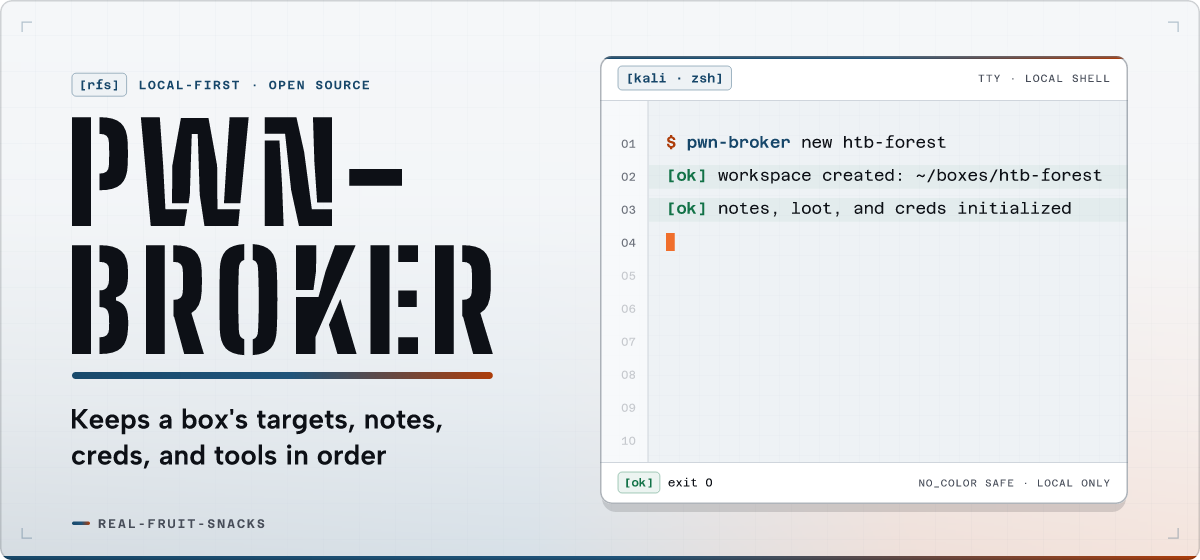 [rfs] LOCAL-FIRST · OPEN SOURCE
PWN-
BROKER
Keeps a box's targets, notes,
creds, and tools in order
REAL-FRUIT-SNACKS
[kali · zsh] TTY · LOCAL SHELL
01 $ pwn-broker new htb-forest
02 [ok] workspace created: ~/boxes/htb-forest
03 [ok] notes, loot, and creds initialized
04
05
06
07
08
09
10
[ok] exit 0 NO_COLOR SAFE · LOCAL ONLY